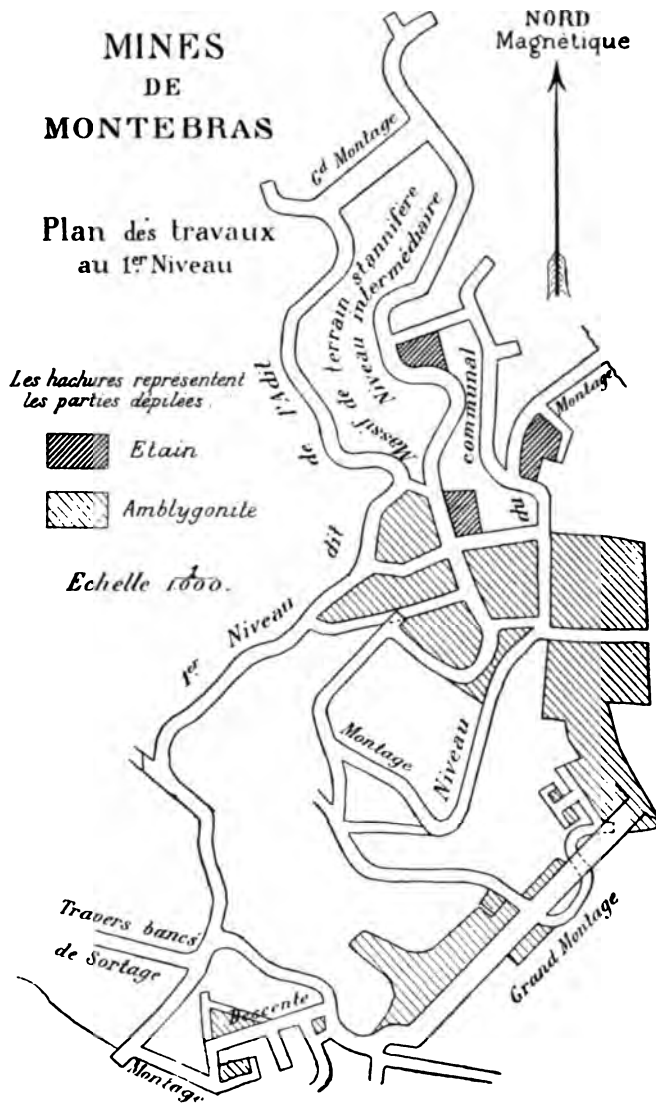 MINES
DE
MONTEBRAS
NORD
Magnétique
Plan des travaux
au 1er Niveau
Les hachures représentent
les parties dépilées.
Etain
Amblygonite
Echelle 1/1000.
Gd Montage
Massif de terrain stannifère
Niveau intermédiaire
1er Niveau dit de l'Adit
Niveau du communal
Montage
Montage
Travers bancs
de Sortage
Descente
Montage
Grand Montage